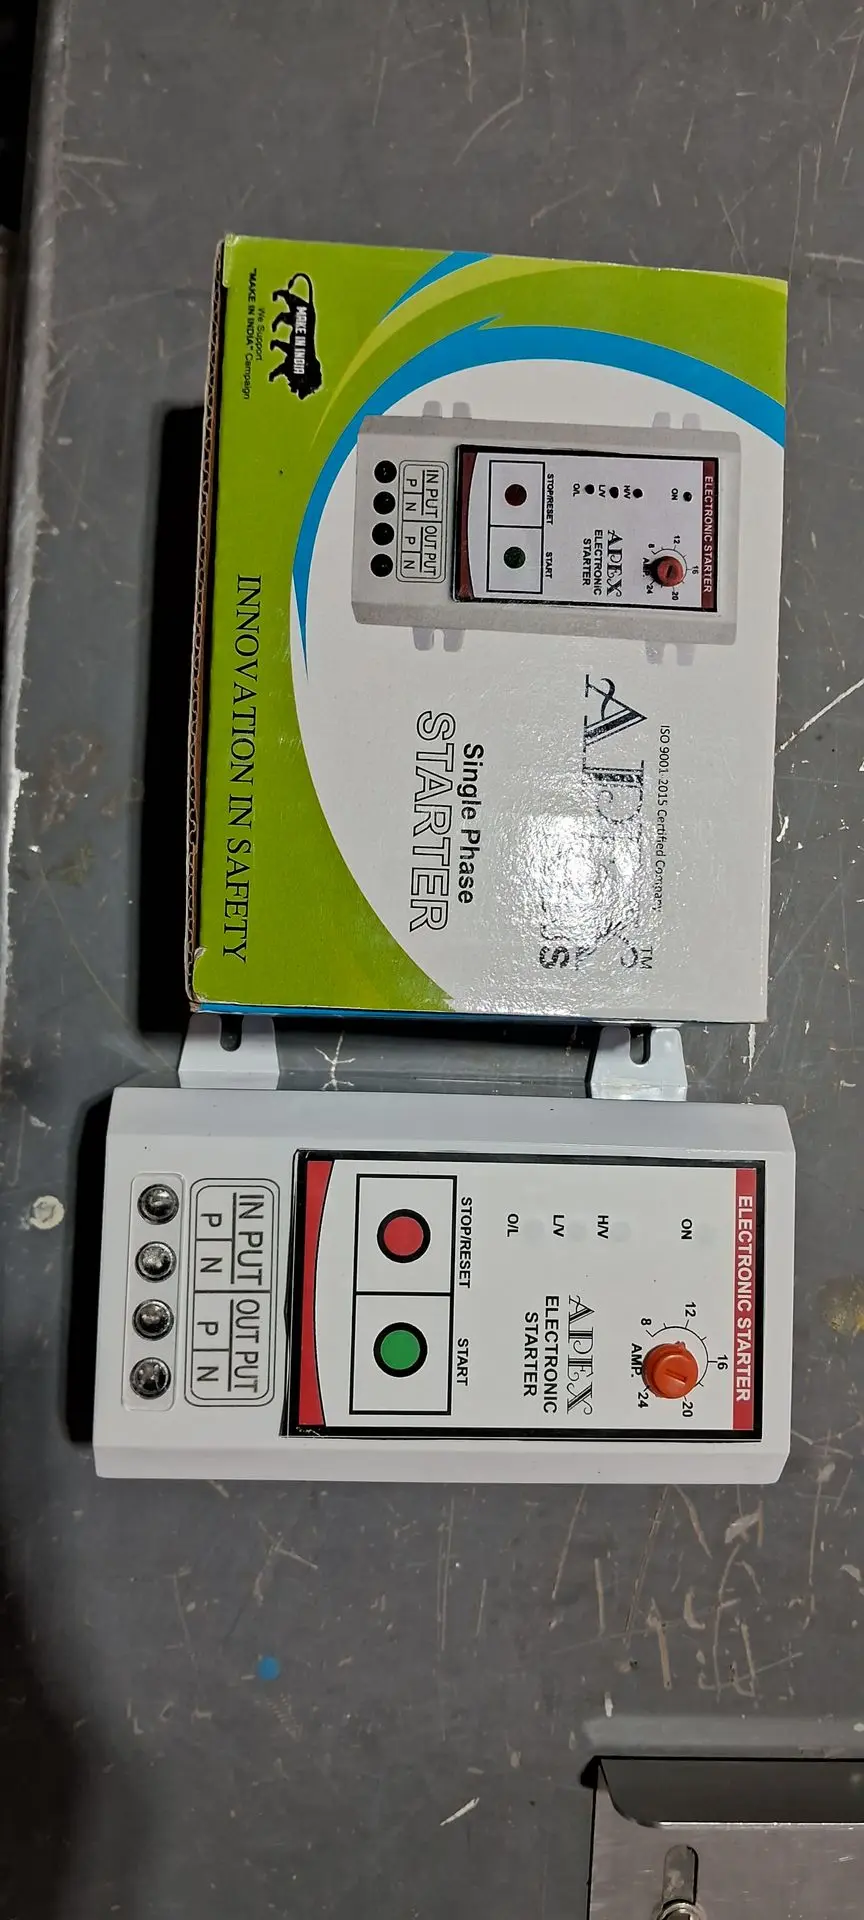 ISO 9001:2015 Certified Company
APEX
TM
Single Phase
STARTER
INNOVATION IN SAFETY
MAKE IN INDIA
We Support
"MAKE IN INDIA" Campaign
ELECTRONIC STARTER
ON
8 12 16 20 24
AMP.
H/V
L/V
O/L
APEX
ELECTRONIC
STARTER
STOP/RESET START
IN PUT OUT PUT
P N P N
ELECTRONIC STARTER
ON
8 12 16 20 24
AMP.
H/V
L/V
O/L
APEX
ELECTRONIC
STARTER
STOP/RESET START
IN PUT OUT PUT
P N P N